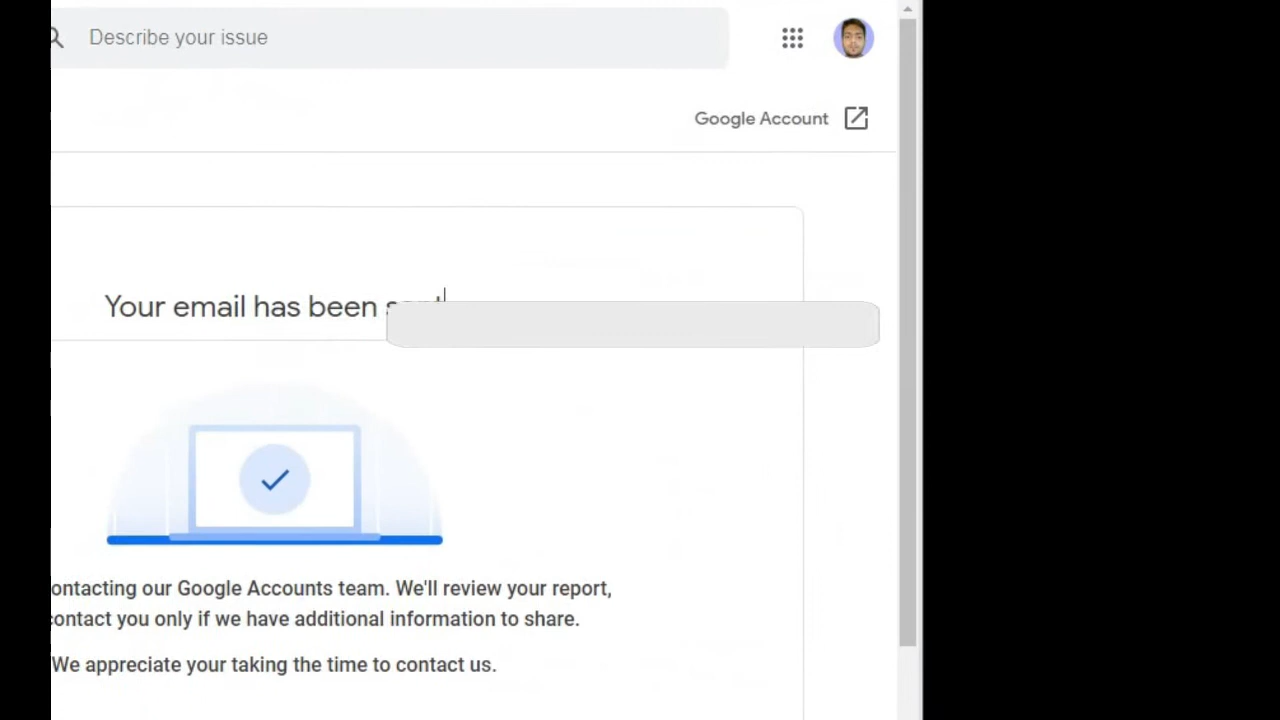 Describe your issue
Google Account
Your email has been sent
ontacting our Google Accounts team. We'll review your report,
contact you only if we have additional information to share.
We appreciate your taking the time to contact us.